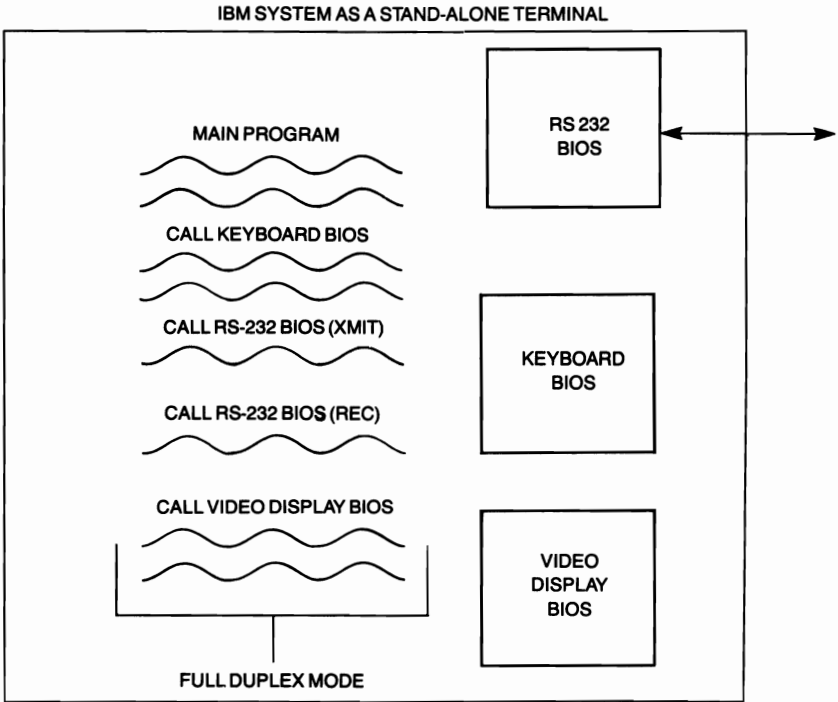 IBM SYSTEM AS A STAND-ALONE TERMINAL
MAIN PROGRAM
CALL KEYBOARD BIOS
CALL RS-232 BIOS (XMIT)
CALL RS-232 BIOS (REC)
CALL VIDEO DISPLAY BIOS
FULL DUPLEX MODE
RS 232
BIOS
KEYBOARD
BIOS
VIDEO
DISPLAY
BIOS